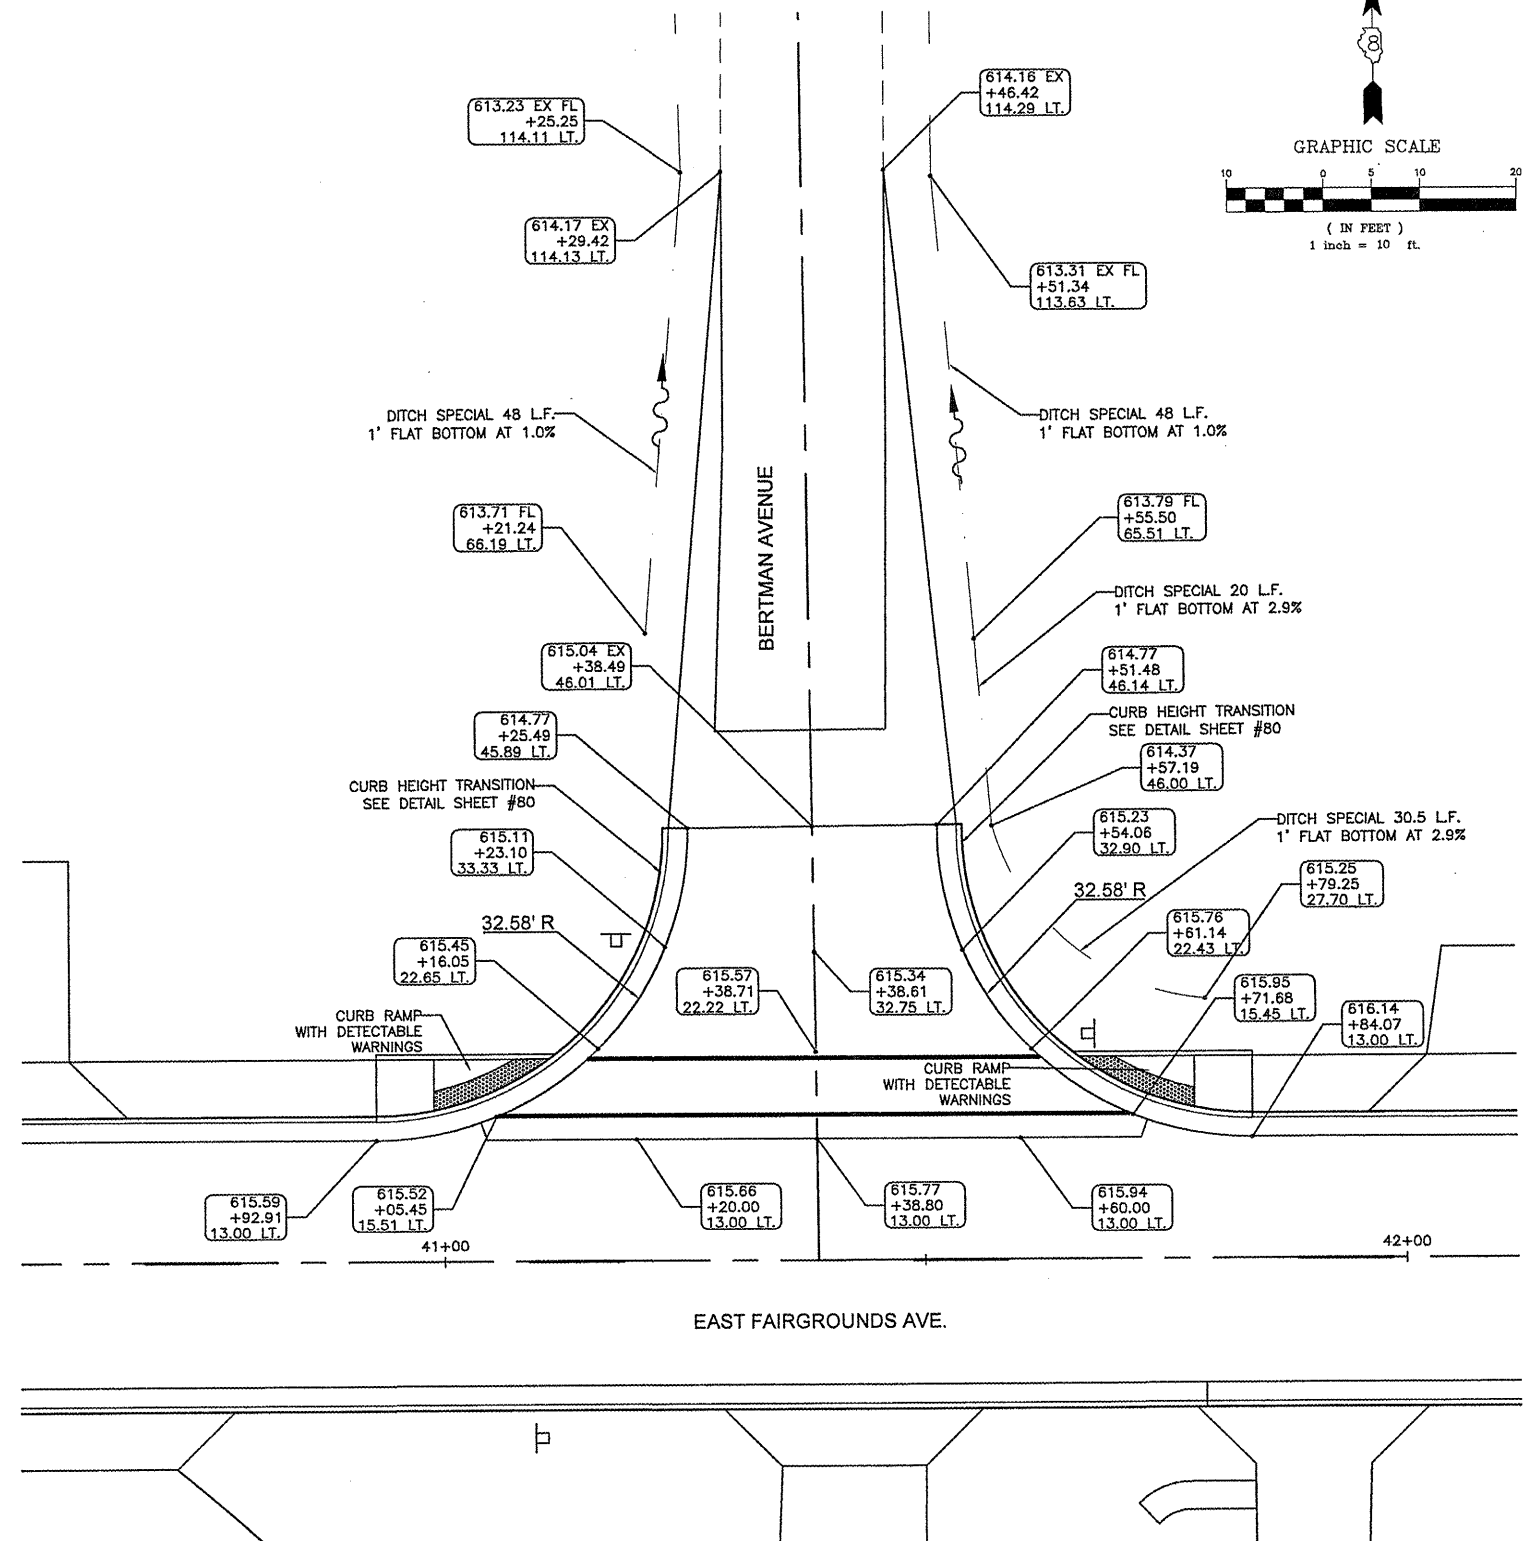 8
GRAPHIC SCALE
10 0 5 10 20
( IN FEET )
1 inch = 10 ft.
613.23 EX FL
+25.25
114.11 LT.
614.16 EX
+46.42
114.29 LT.
614.17 EX
+29.42
114.13 LT.
613.31 EX FL
+51.34
113.63 LT.
DITCH SPECIAL 48 L.F.
1' FLAT BOTTOM AT 1.0%
DITCH SPECIAL 48 L.F.
1' FLAT BOTTOM AT 1.0%
BERTMAN AVENUE
613.71 FL
+21.24
66.19 LT.
613.79 FL
+55.50
65.51 LT.
DITCH SPECIAL 20 L.F.
1' FLAT BOTTOM AT 2.9%
615.04 EX
+38.49
46.01 LT.
614.77
+51.48
46.14 LT.
614.77
+25.49
45.89 LT.
CURB HEIGHT TRANSITION
SEE DETAIL SHEET #80
614.37
+57.19
46.00 LT.
CURB HEIGHT TRANSITION
SEE DETAIL SHEET #80
615.11
+23.10
33.33 LT.
615.23
+54.06
32.90 LT.
DITCH SPECIAL 30.5 L.F.
1' FLAT BOTTOM AT 2.9%
615.25
+79.25
27.70 LT.
32.58' R
32.58' R
615.45
+16.05
22.65 LT.
615.76
+61.14
22.43 LT.
615.57
+38.71
22.22 LT.
615.34
+38.61
32.75 LT.
615.95
+71.68
15.45 LT.
616.14
+84.07
13.00 LT.
CURB RAMP
WITH DETECTABLE
WARNINGS
CURB RAMP
WITH DETECTABLE
WARNINGS
615.59
+92.91
13.00 LT.
615.52
+05.45
15.51 LT.
615.66
+20.00
13.00 LT.
615.77
+38.80
13.00 LT.
615.94
+60.00
13.00 LT.
41+00
42+00
EAST FAIRGROUNDS AVE.